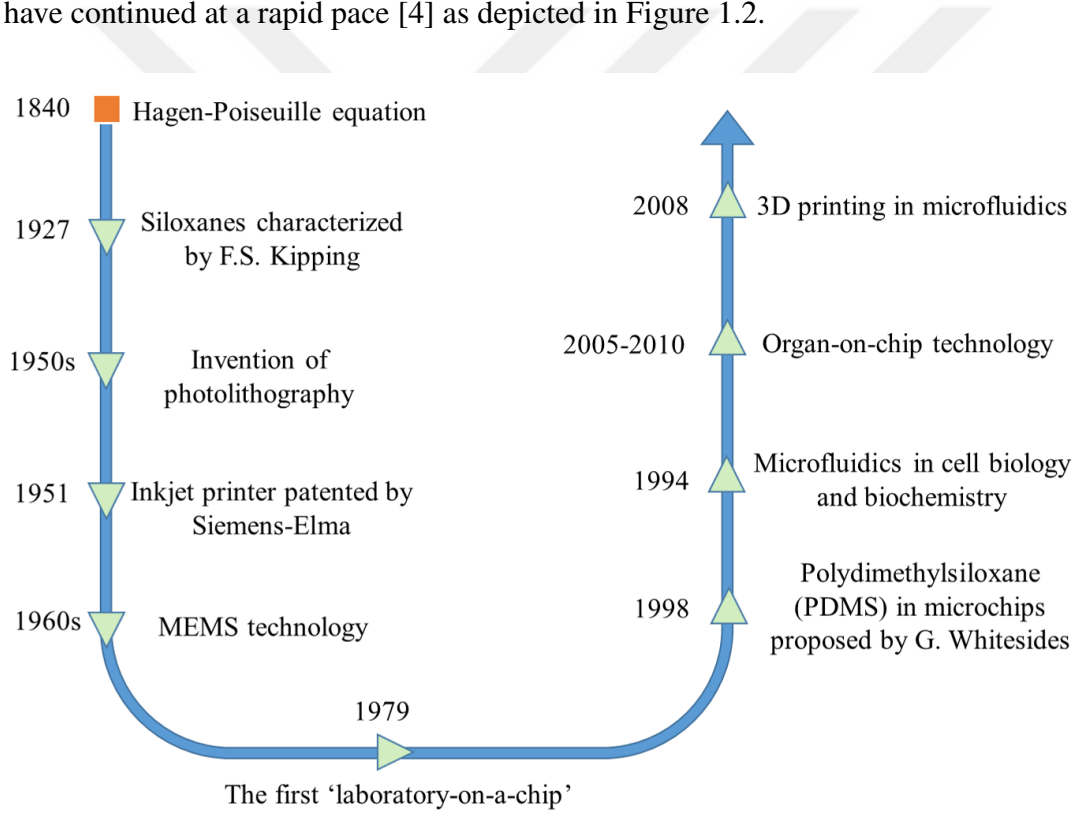 have continued at a rapid pace [4] as depicted in Figure 1.2.
1840
Hagen-Poiseuille equation
1927
Siloxanes characterized
by F.S. Kipping
1950s
Invention of
photolithography
1951
Inkjet printer patented by
Siemens-Elma
1960s
MEMS technology
1979
The first ‘laboratory-on-a-chip’
1998
Polydimethylsiloxane
(PDMS) in microchips
proposed by G. Whitesides
1994
Microfluidics in cell biology
and biochemistry
2005-2010
Organ-on-chip technology
2008
3D printing in microfluidics